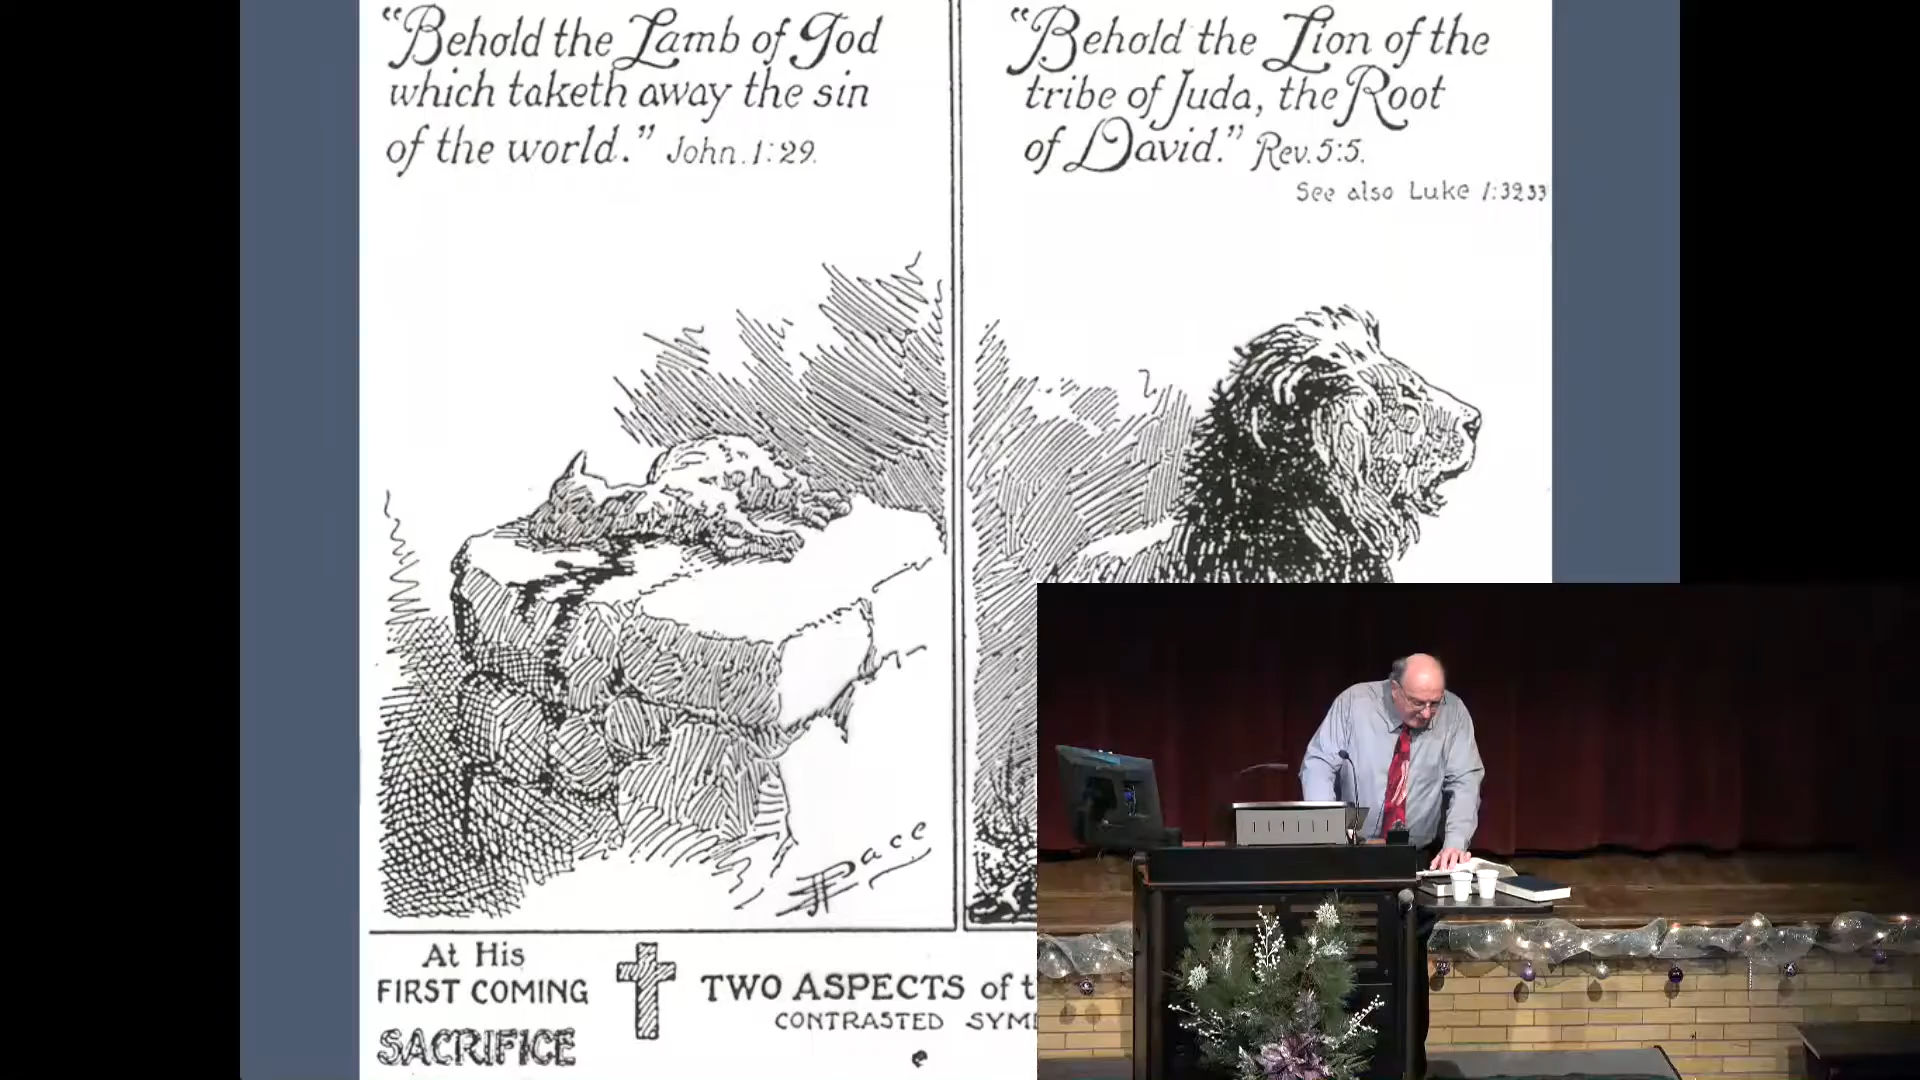 “Behold the Lamb of God
which taketh away the sin
of the world.” John. 1:29.
“Behold the Lion of the
tribe of Juda, the Root
of David.” Rev. 5:5.
See also Luke 1:32,33
Pace
At His
FIRST COMING
SACRIFICE
TWO ASPECTS of t
CONTRASTED SYM